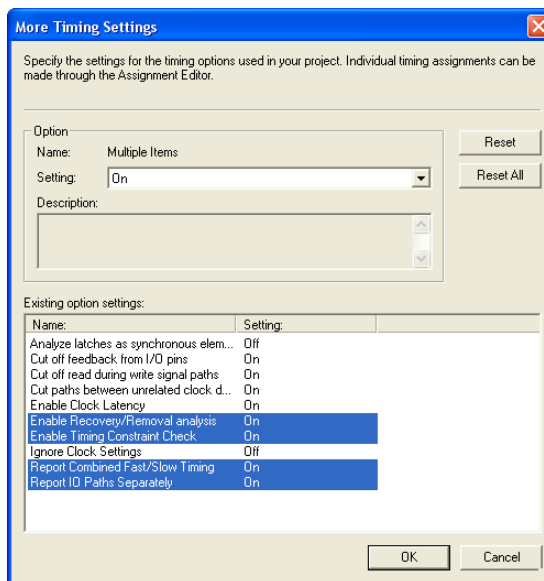 More Timing Settings
Specify the settings for the timing options used in your project. Individual timing assignments can be
made through the Assignment Editor.
Option
Name: Multiple Items
Reset
Setting: On
Reset All
Description:
Existing option settings:
Name: Setting:
Analyze latches as synchronous elem... Off
Cut off feedback from I/O pins On
Cut off read during write signal paths On
Cut paths between unrelated clock d... On
Enable Clock Latency On
Enable Recovery/Removal analysis On
Enable Timing Constraint Check On
Ignore Clock Settings Off
Report Combined Fast/Slow Timing On
Report IO Paths Separately On
OK Cancel